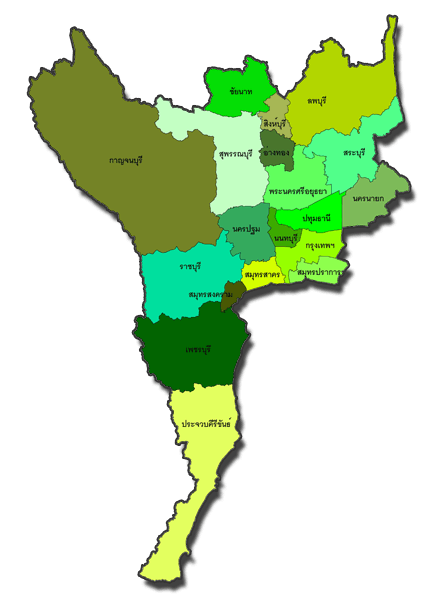 ชัยนาท
ลพบุรี
สิงห์บุรี
กาญจนบุรี
สุพรรณบุรี
อ่างทอง
สระบุรี
พระนครศรีอยุธยา
นครนายก
ปทุมธานี
นครปฐม
นนทบุรี
กรุงเทพฯ
ราชบุรี
สมุทรสาคร
สมุทรปราการ
สมุทรสงคราม
เพชรบุรี
ประจวบคีรีขันธ์